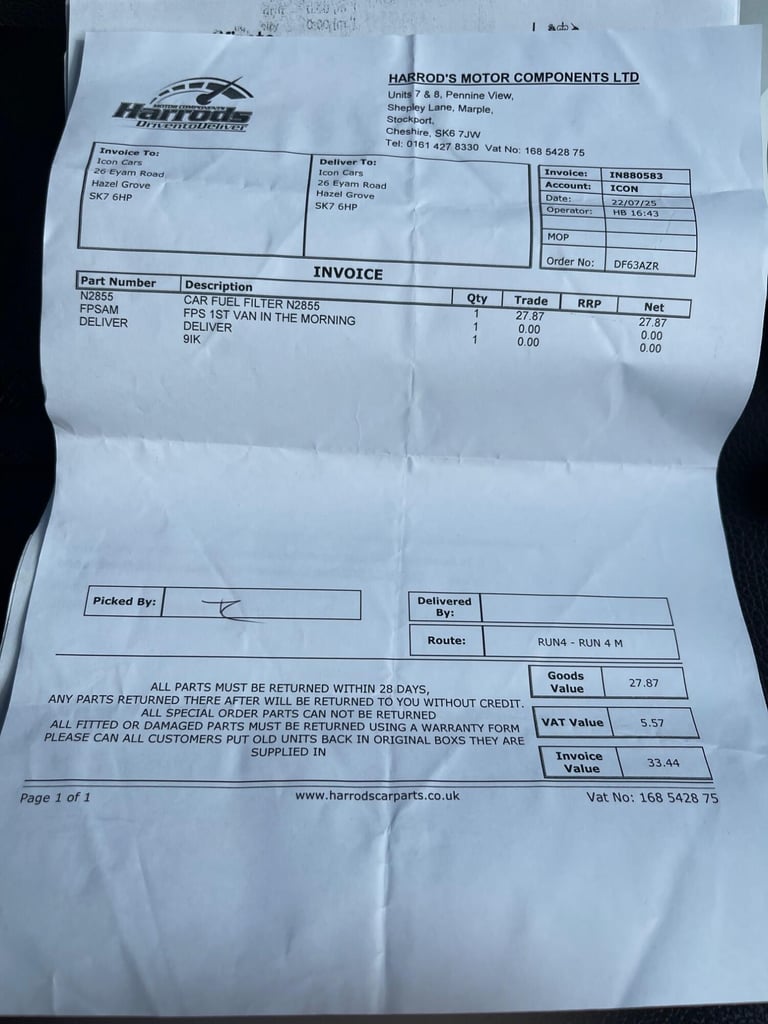 MOTOR COMPONENTS
Harrods
DriventoDeliver
HARROD'S MOTOR COMPONENTS LTD
Units 7 & 8, Pennine View,
Shepley Lane, Marple,
Stockport,
Cheshire, SK6 7JW
Tel: 0161 427 8330 Vat No: 168 5428 75
Invoice To:
Icon Cars
26 Eyam Road
Hazel Grove
SK7 6HP
Deliver To:
Icon Cars
26 Eyam Road
Hazel Grove
SK7 6HP
Invoice: IN880583
Account: ICON
Date: 22/07/25
Operator: HB 16:43
MOP
Order No: DF63AZR
INVOICE
Part Number Description Qty Trade RRP Net
N2855 CAR FUEL FILTER N2855 1 27.87 27.87
FPSAM FPS 1ST VAN IN THE MORNING 1 0.00 0.00
DELIVER DELIVER 1 0.00 0.00
9IK
Picked By:
Delivered By:
Route: RUN4 - RUN 4 M
ALL PARTS MUST BE RETURNED WITHIN 28 DAYS,
ANY PARTS RETURNED THERE AFTER WILL BE RETURNED TO YOU WITHOUT CREDIT.
ALL SPECIAL ORDER PARTS CAN NOT BE RETURNED
ALL FITTED OR DAMAGED PARTS MUST BE RETURNED USING A WARRANTY FORM
PLEASE CAN ALL CUSTOMERS PUT OLD UNITS BACK IN ORIGINAL BOXS THEY ARE
SUPPLIED IN
Goods Value 27.87
VAT Value 5.57
Invoice Value 33.44
Page 1 of 1 www.harrodscarparts.co.uk Vat No: 168 5428 75